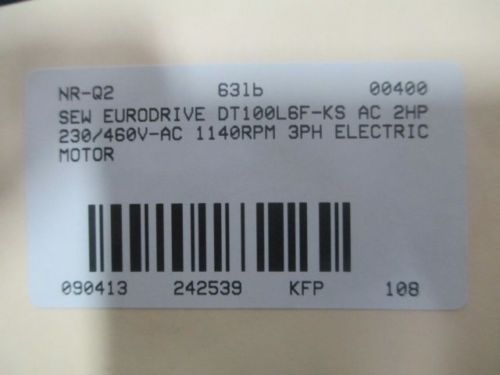 NR-Q2 63lb 00400
SEW EURODRIVE DT100L6F-KS AC 2HP
230/460V-AC 1140RPM 3PH ELECTRIC
MOTOR
090413 242539 KFP 108